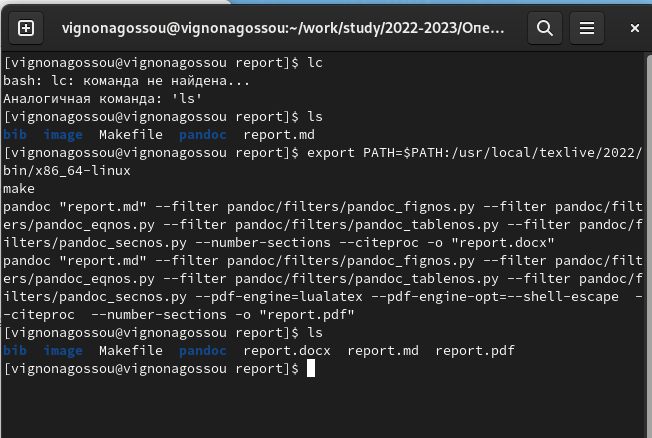 vignonagossou@vignonagossou:~/work/study/2022-2023/Опе...
[vignonagossou@vignonagossou report]$ lc
bash: lc: команда не найдена...
Аналогичная команда: 'ls'
[vignonagossou@vignonagossou report]$ ls
bib  image  Makefile  pandoc  report.md
[vignonagossou@vignonagossou report]$ export PATH=$PATH:/usr/local/texlive/2022/
bin/x86_64-linux
make
pandoc "report.md" --filter pandoc/filters/pandoc_fignos.py --filter pandoc/filt
ers/pandoc_eqnos.py --filter pandoc/filters/pandoc_tablenos.py --filter pandoc/f
ilters/pandoc_secnos.py --number-sections --citeproc -o "report.docx"
pandoc "report.md" --filter pandoc/filters/pandoc_fignos.py --filter pandoc/filt
ers/pandoc_eqnos.py --filter pandoc/filters/pandoc_tablenos.py --filter pandoc/f
ilters/pandoc_secnos.py --pdf-engine=lualatex --pdf-engine-opt=--shell-escape  -
-citeproc  --number-sections -o "report.pdf"
[vignonagossou@vignonagossou report]$ ls
bib  image  Makefile  pandoc  report.docx  report.md  report.pdf
[vignonagossou@vignonagossou report]$